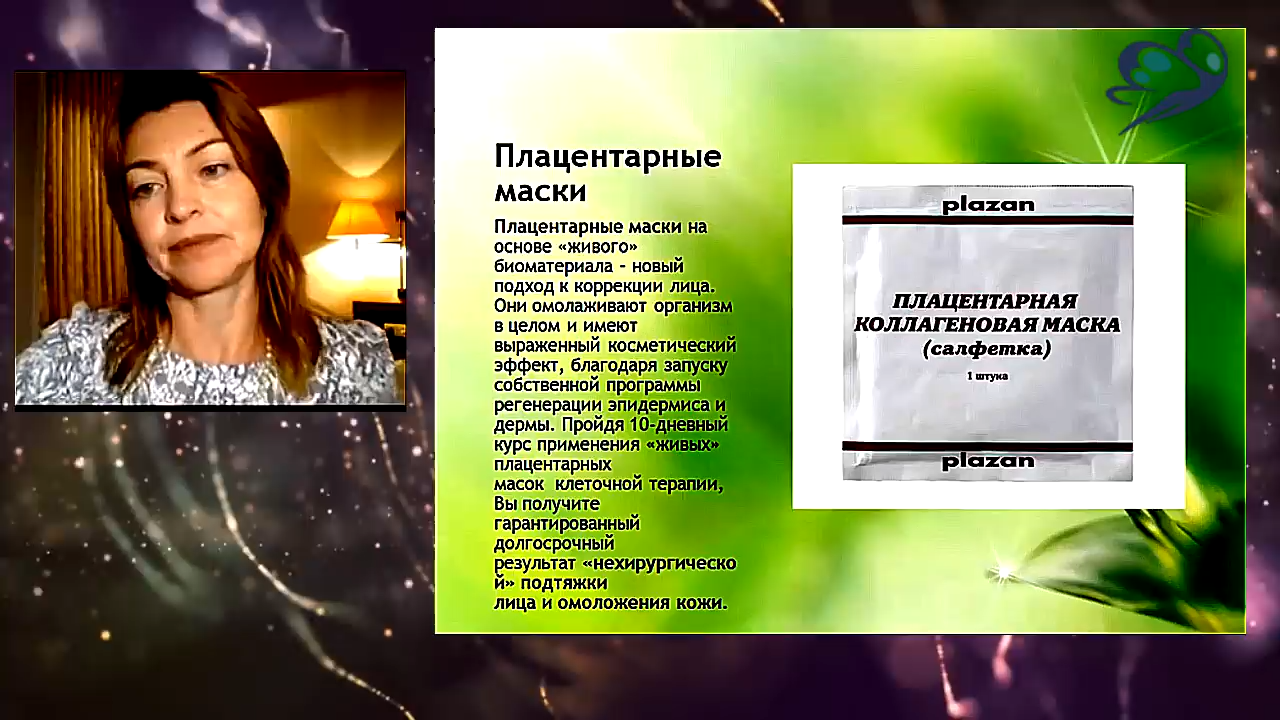 Плацентарные
маски
Плацентарные маски на
основе «живого»
биоматериала - новый
подход к коррекции лица.
Они омолаживают организм
в целом и имеют
выраженный косметический
эффект, благодаря запуску
собственной программы
регенерации эпидермиса и
дермы. Пройдя 10-дневный
курс применения «живых»
плацентарных
масок клеточной терапии,
Вы получите
гарантированный
долгосрочный
результат «нехирургическо
й» подтяжки
лица и омоложения кожи.
plazan
ПЛАЦЕНТАРНАЯ
КОЛЛАГЕНОВАЯ МАСКА
(салфетка)
1 штука
plazan